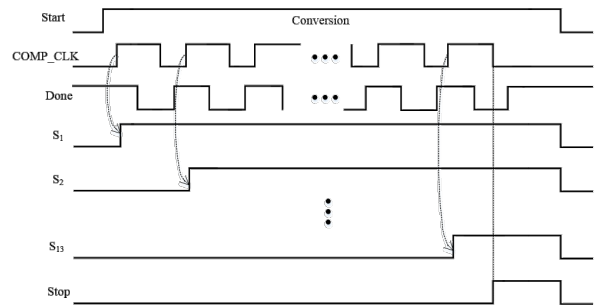 Start
Conversion
COMP_CLK
Done
S₁
S₂
S₁₃
Stop